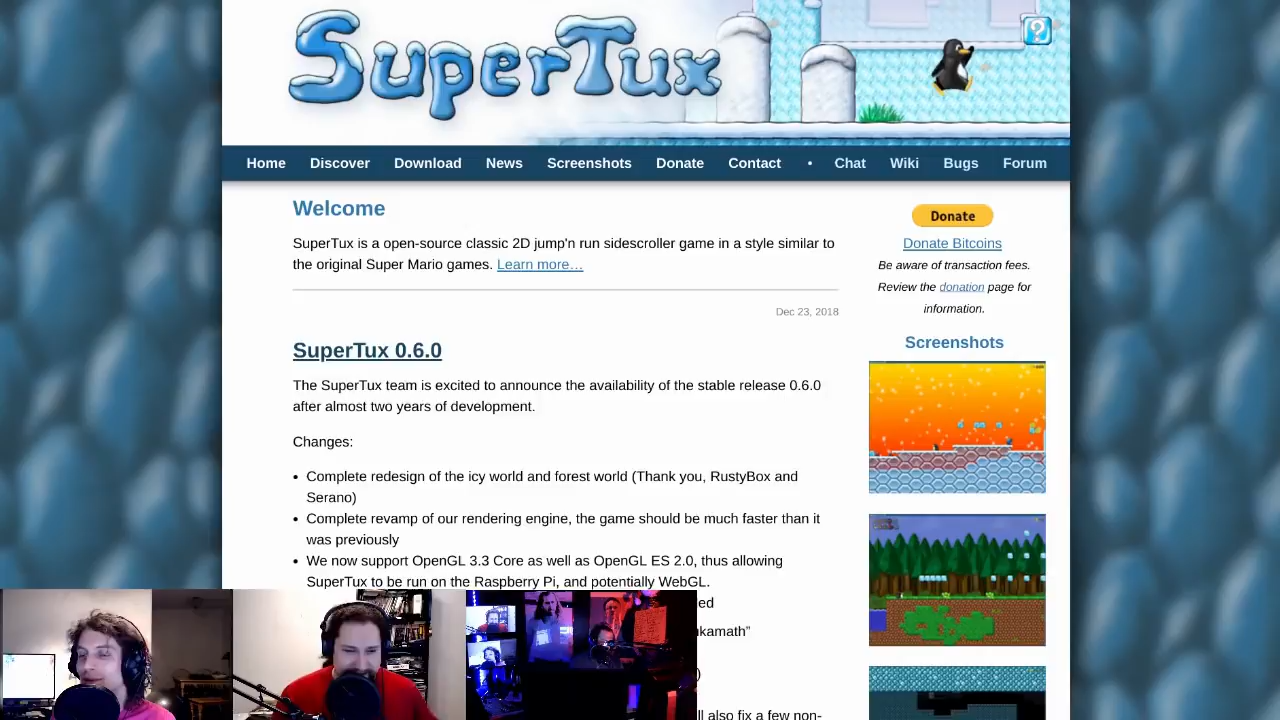 SuperTux
Home Discover Download News Screenshots Donate Contact • Chat Wiki Bugs Forum
Welcome
SuperTux is a open-source classic 2D jump'n run sidescroller game in a style similar to
the original Super Mario games. Learn more…
Dec 23, 2018
SuperTux 0.6.0
The SuperTux team is excited to announce the availability of the stable release 0.6.0
after almost two years of development.
Changes:
• Complete redesign of the icy world and forest world (Thank you, RustyBox and
Serano)
• Complete revamp of our rendering engine, the game should be much faster than it
was previously
• We now support OpenGL 3.3 Core as well as OpenGL ES 2.0, thus allowing
SuperTux to be run on the Raspberry Pi, and potentially WebGL.
ed
nkamath”
)
ll also fix a few non-
Donate
Donate Bitcoins
Be aware of transaction fees.
Review the donation page for
information.
Screenshots